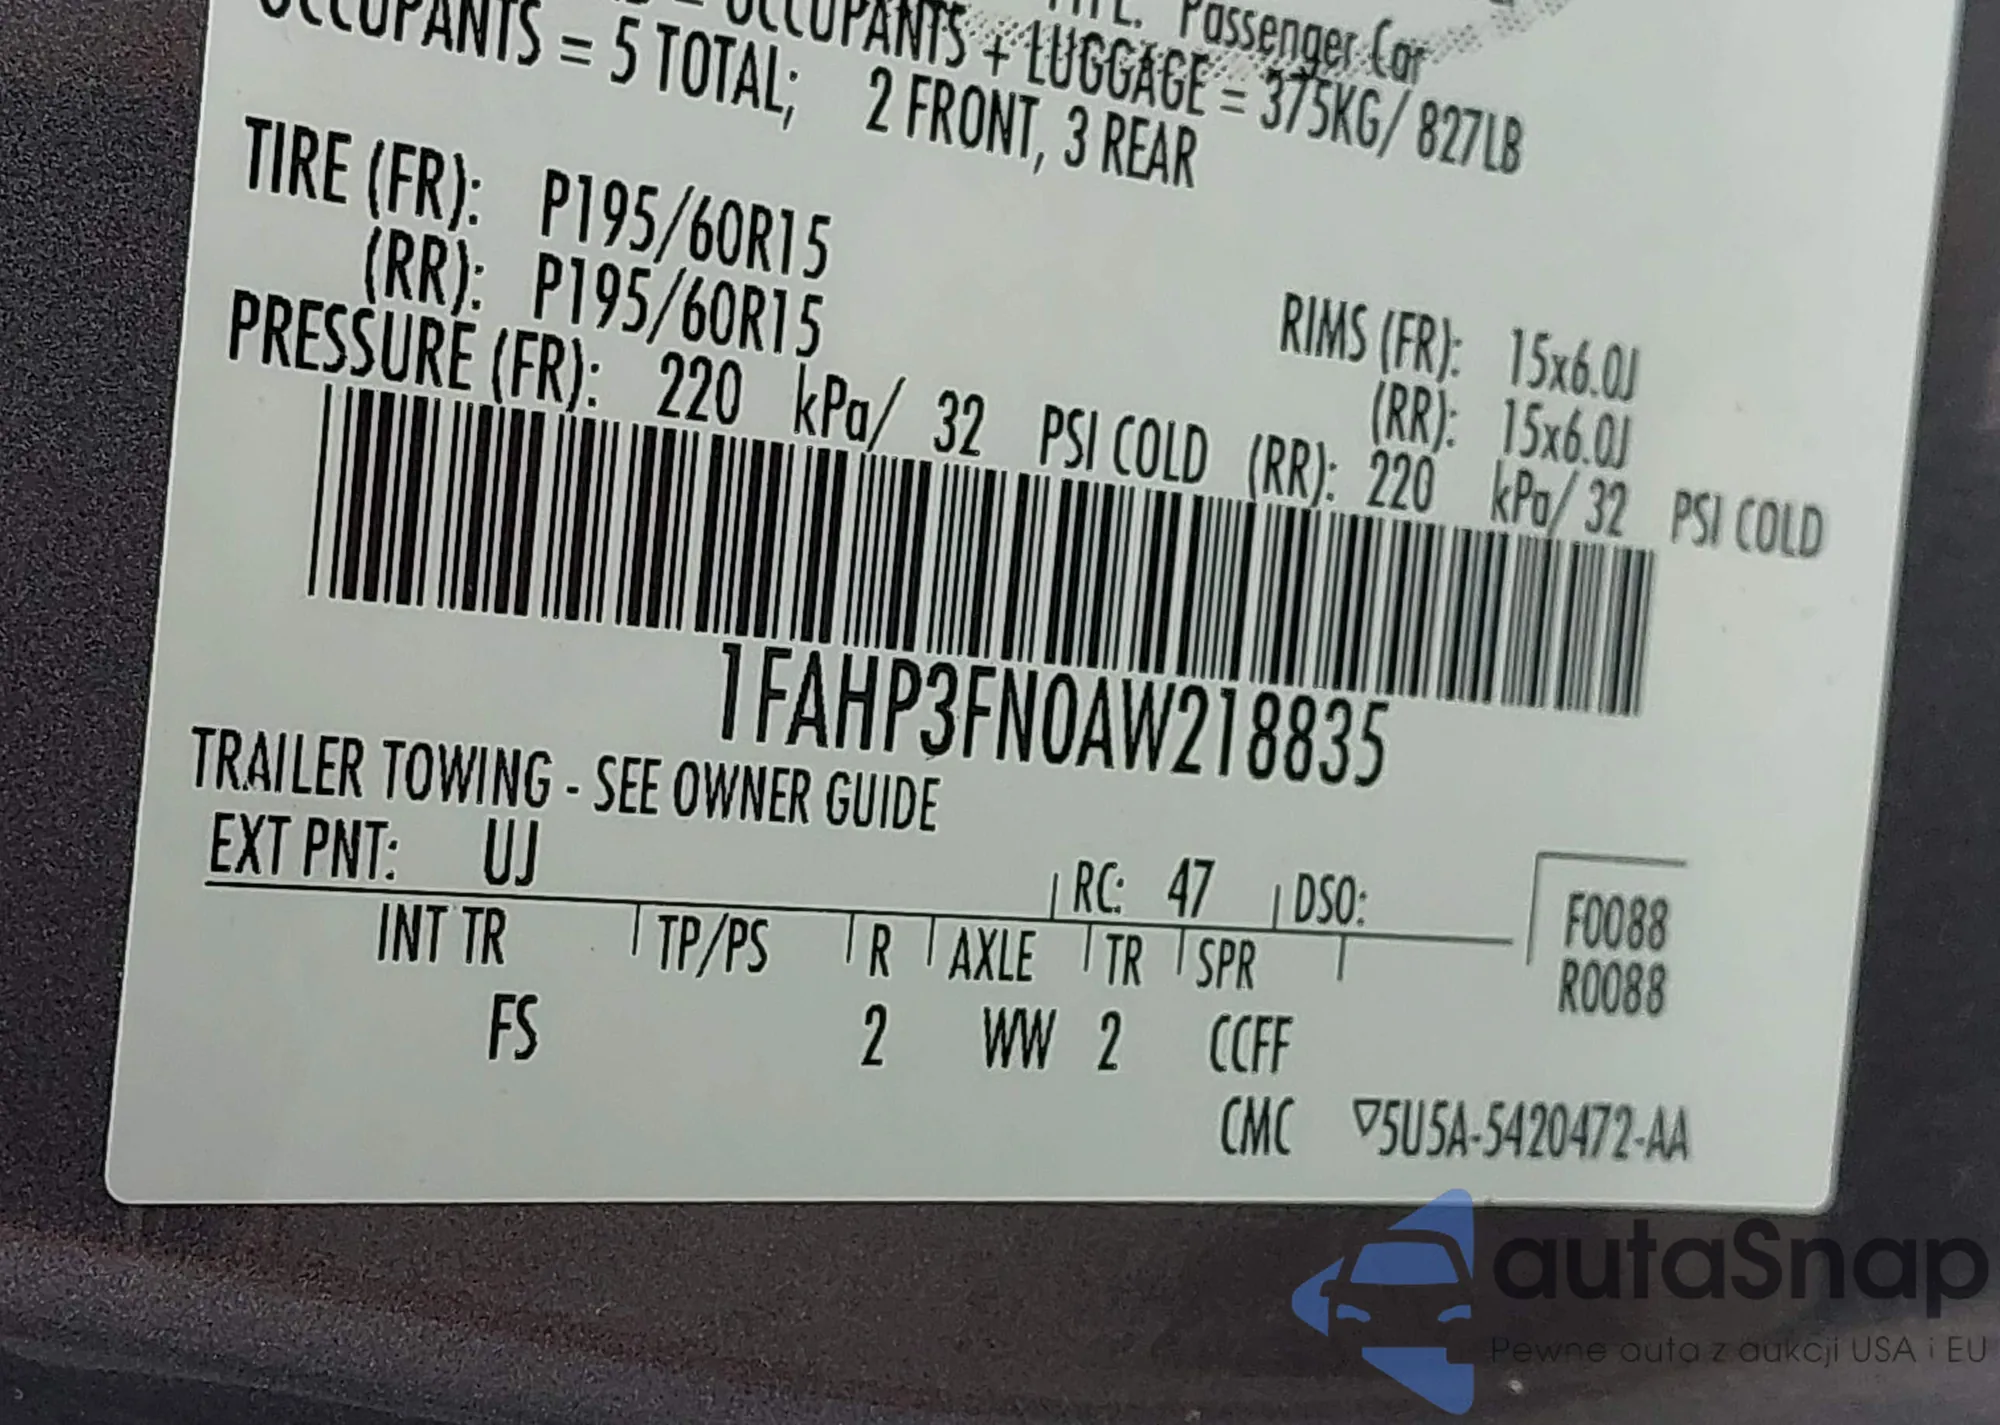 Passenger Car
OCCUPANTS + LUGGAGE = 375KG/ 827LB
OCCUPANTS = 5 TOTAL; 2 FRONT, 3 REAR
TIRE (FR): P195/60R15
(RR): P195/60R15
RIMS (FR): 15x6.0J
(RR): 15x6.0J
PRESSURE (FR): 220 kPa/ 32 PSI COLD (RR): 220 kPa/ 32 PSI COLD
1FAHP3FN0AW218835
TRAILER TOWING - SEE OWNER GUIDE
EXT PNT: UJ RC: 47 DSO:
F0088
R0088
INT TR TP/PS R AXLE TR SPR
FS 2 WW 2 CCFF
CMC ▽5U5A-5420472-AA
autaSnap
Pewne auta z aukcji USA i EU